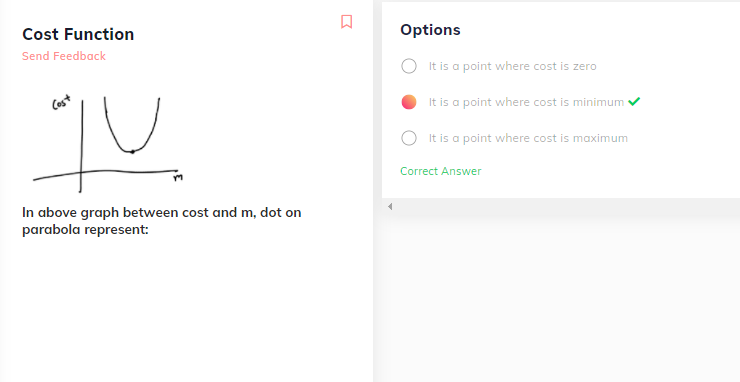 Cost Function
Send Feedback
Cost
m
In above graph between cost and m, dot on
parabola represent:
Options
It is a point where cost is zero
It is a point where cost is minimum
It is a point where cost is maximum
Correct Answer